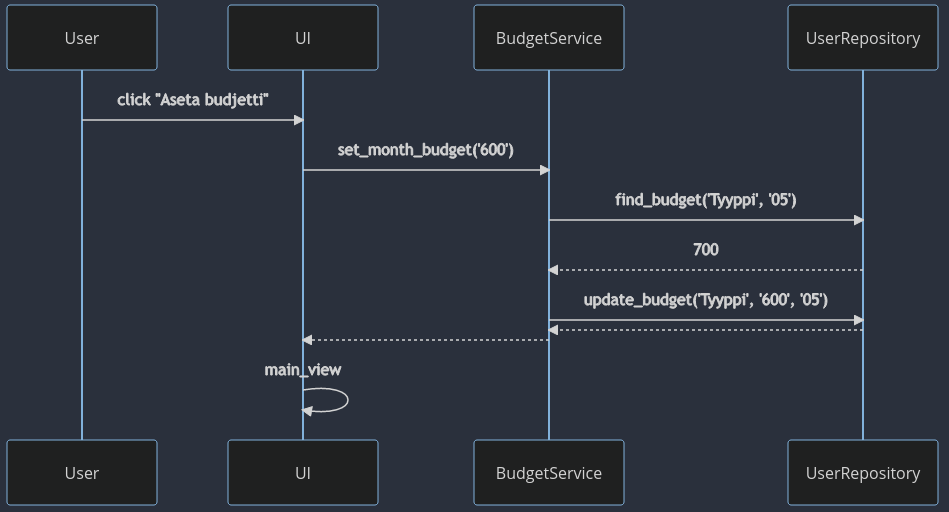 User
UI
BudgetService
UserRepository
click "Aseta budjetti"
set_month_budget('600')
find_budget('Tyyppi', '05')
700
update_budget('Tyyppi', '600', '05')
main_view
User
UI
BudgetService
UserRepository